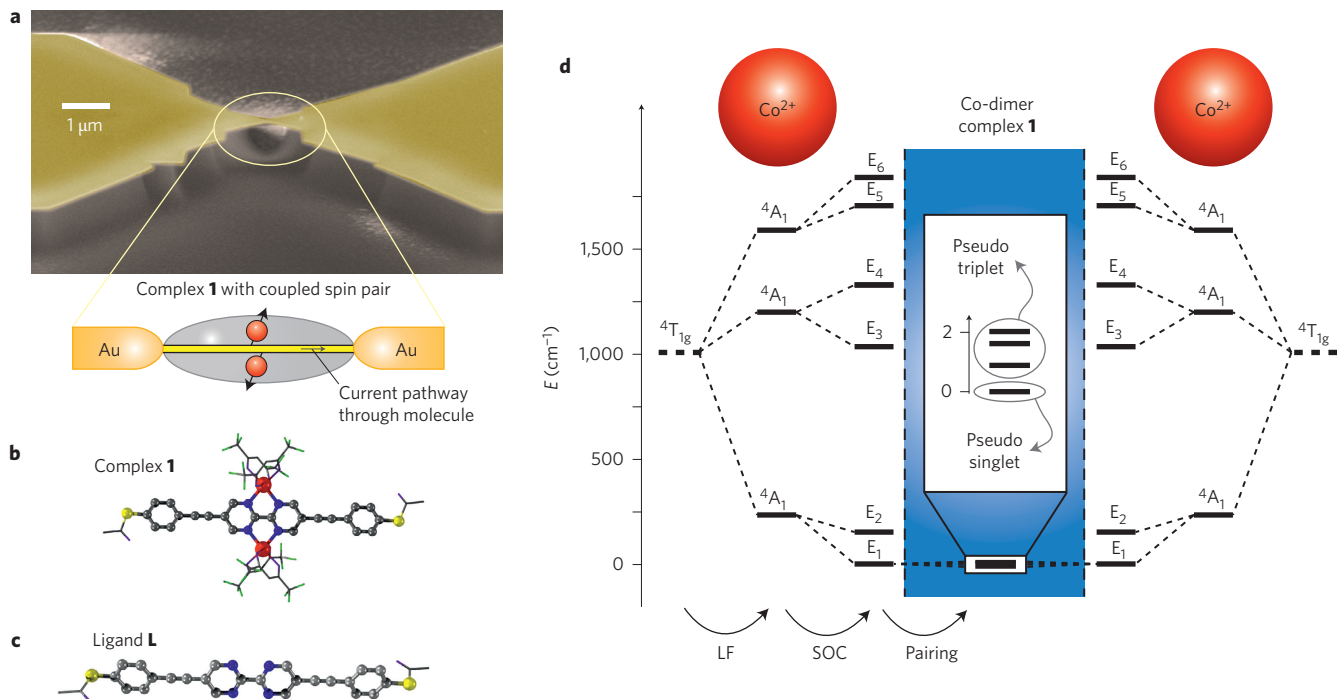 a
1 µm
Complex 1 with coupled spin pair
Au
Au
Current pathway
through molecule
b
Complex 1
c
Ligand L
d
Co²⁺
Co-dimer
complex 1
Co²⁺
E (cm⁻¹)
1,500
1,000
500
0
⁴T₁g
⁴A₁
⁴A₁
⁴A₁
E₆
E₅
E₄
E₃
E₂
E₁
Pseudo
triplet
2
0
Pseudo
singlet
E₆
E₅
E₄
E₃
E₂
E₁
⁴A₁
⁴A₁
⁴A₁
⁴T₁g
LF
SOC
Pairing